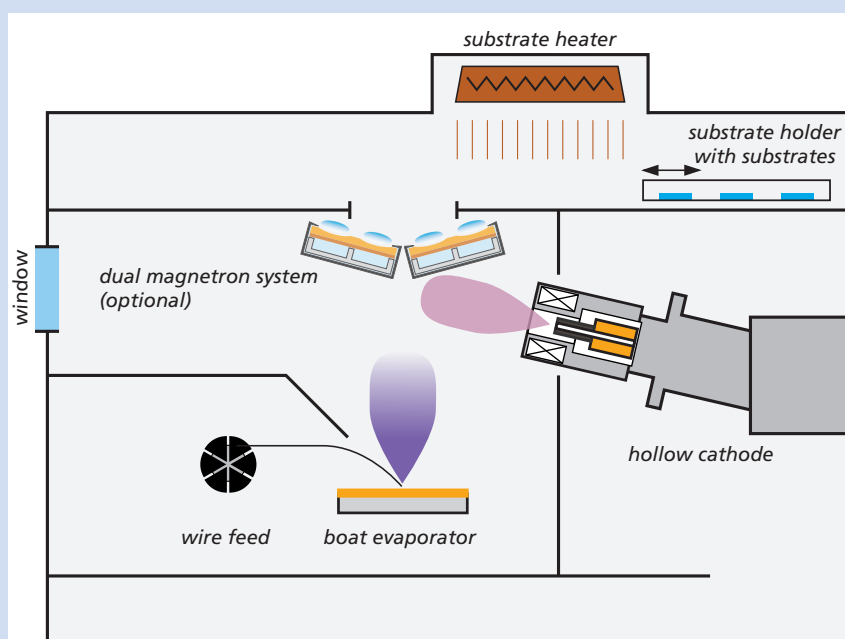 substrate heater
substrate holder
with substrates
window
dual magnetron system
(optional)
hollow cathode
wire feed
boat evaporator